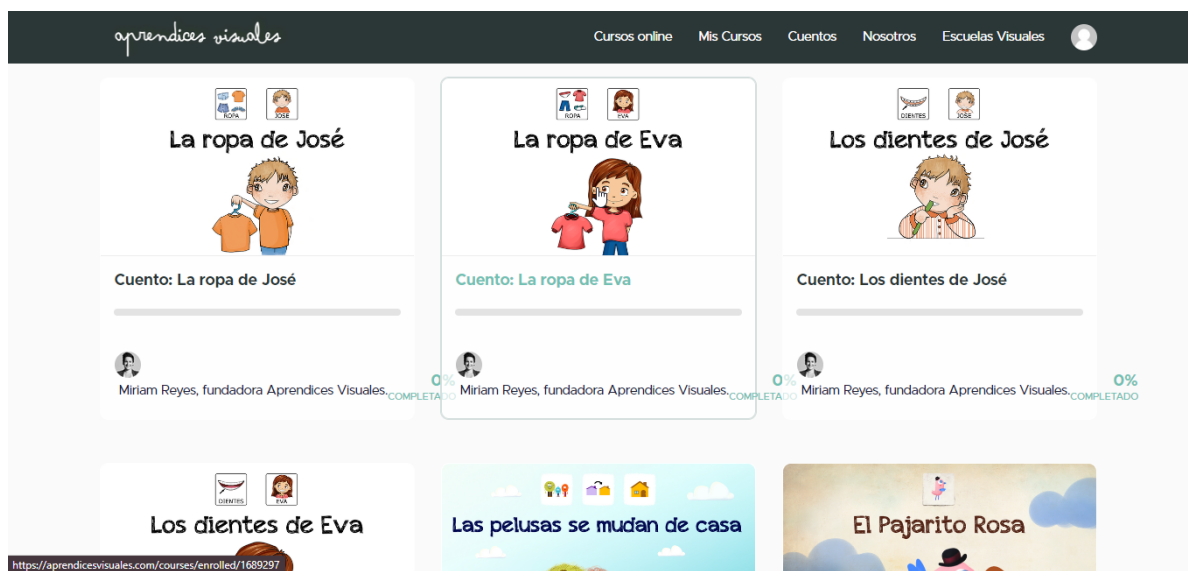 aprendices visuales
Cursos online Mis Cursos Cuentos Nosotros Escuelas Visuales
ROPA JOSÉ
La ropa de José
Cuento: La ropa de José
0%
Miriam Reyes, fundadora Aprendices Visuales.
COMPLETADO
ROPA EVA
La ropa de Eva
Cuento: La ropa de Eva
0%
Miriam Reyes, fundadora Aprendices Visuales.
COMPLETADO
DIENTES JOSÉ
Los dientes de José
Cuento: Los dientes de José
0%
Miriam Reyes, fundadora Aprendices Visuales.
COMPLETADO
DIENTES EVA
Los dientes de Eva
Las pelusas se mudan de casa
El Pajarito Rosa
https://aprendicesvisuales.com/courses/enrolled/1689297